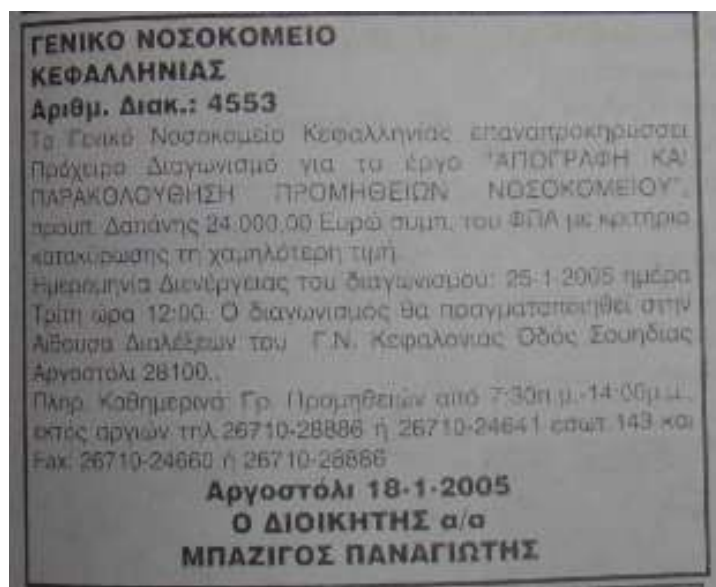 ΓΕΝΙΚΟ ΝΟΣΟΚΟΜΕΙΟ
ΚΕΦΑΛΛΗΝΙΑΣ
Αριθμ. Διακ.: 4553
Το Γενικό Νοσοκομείο Κεφαλληνίας επαναπροκηρύσσει
Πρόχειρο Διαγωνισμό για το έργο "ΑΠΟΓΡΑΦΗ ΚΑΙ
ΠΑΡΑΚΟΛΟΥΘΗΣΗ ΠΡΟΜΗΘΕΙΩΝ ΝΟΣΟΚΟΜΕΙΟΥ",
προυπ. Δαπάνης 24.000,00 Ευρώ συμπ. του ΦΠΑ με κριτήριο
κατακύρωσης τη χαμηλότερη τιμή.
Ημερομηνία Διενέργειας του διαγωνισμού: 25-1-2005 ημέρα
Τρίτη ώρα 12:00. Ο διαγωνισμός θα πραγματοποιηθεί στην
Αίθουσα Διαλέξεων του Γ.Ν. Κεφαλονιάς Οδός Σουηδίας
Αργοστόλι 28100..
Πληρ. Καθημερινά: Γρ. Προμηθειών από 7:30π.μ.-14:00μ.μ.,
εκτός αργιών τηλ.26710-28886 ή 26710-24641 εσωτ.143 και
Fax: 26710-24660 ή 26710-28886
Αργοστόλι 18-1-2005
Ο ΔΙΟΙΚΗΤΗΣ α/α
ΜΠΑΖΙΓΟΣ ΠΑΝΑΓΙΩΤΗΣ